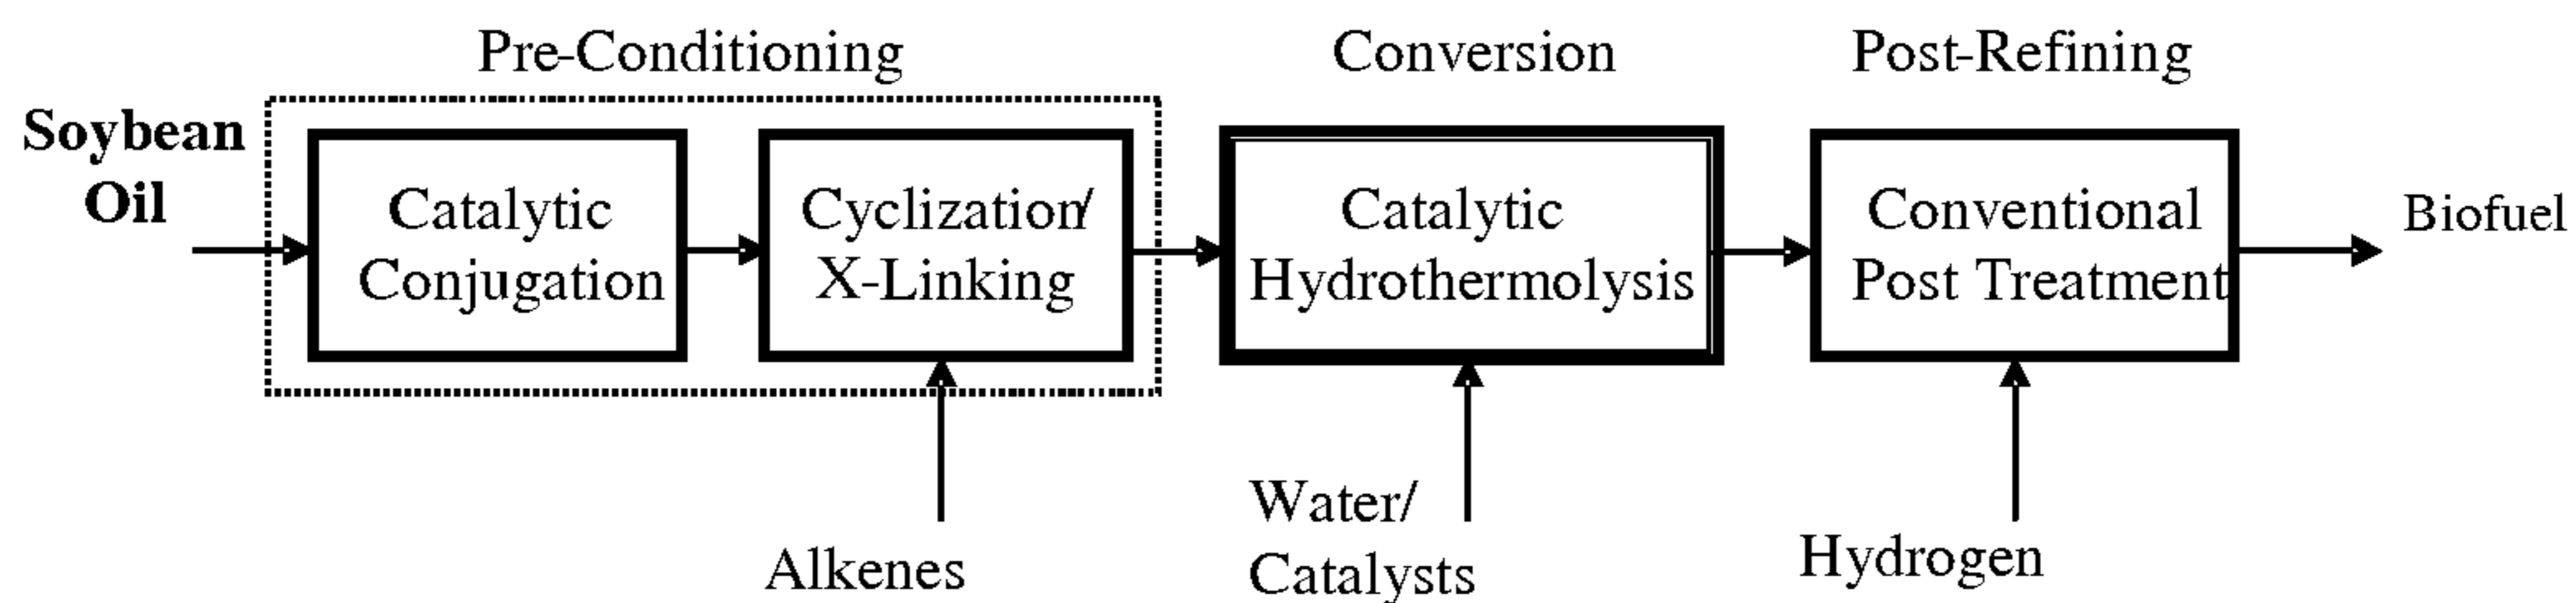 Pre-Conditioning
Conversion
Post-Refining
Soybean
Oil
Catalytic
Conjugation
Cyclization/
X-Linking
Catalytic
Hydrothermolysis
Conventional
Post Treatment
Biofuel
Alkenes
Water/
Catalysts
Hydrogen